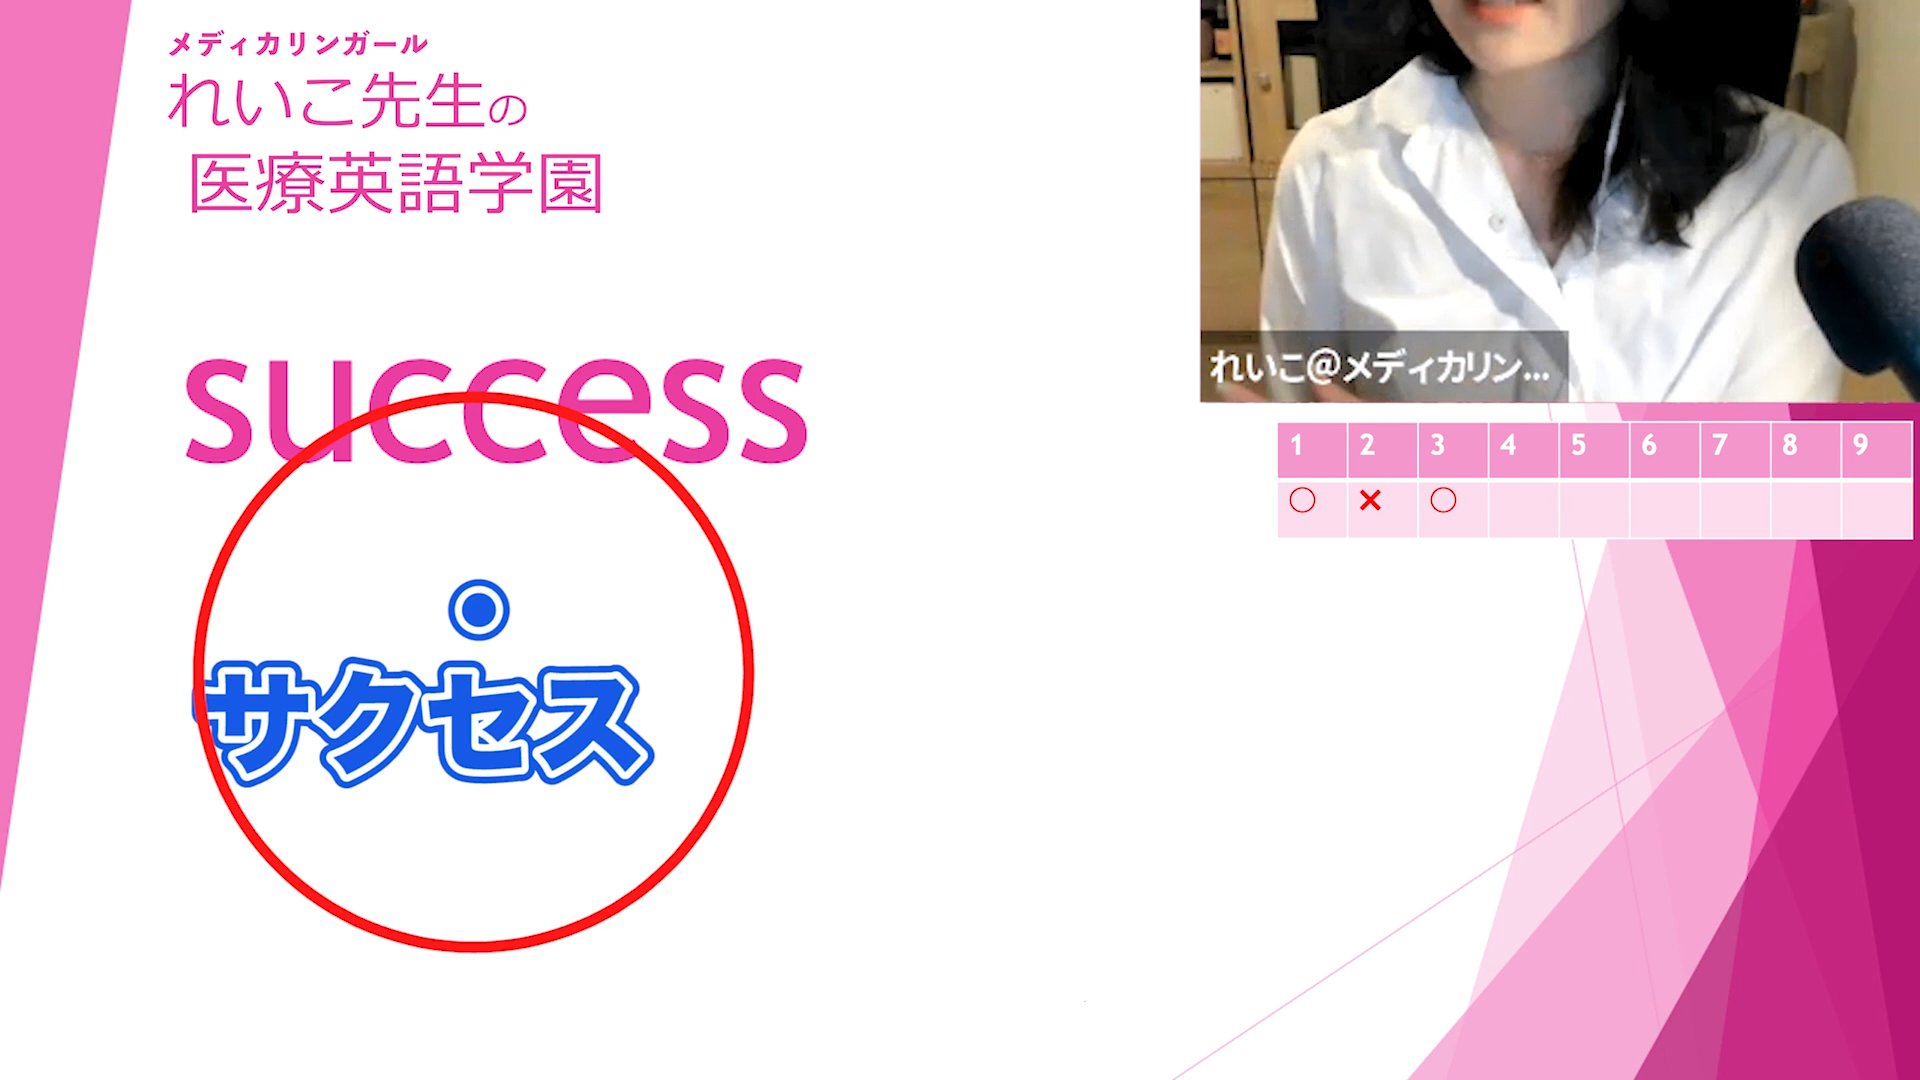 メディカリンガール
れいこ先生の
医療英語学園
success
サクセス
れいこ@メディカリン...
1 2 3 4 5 6 7 8 9
○ × ○